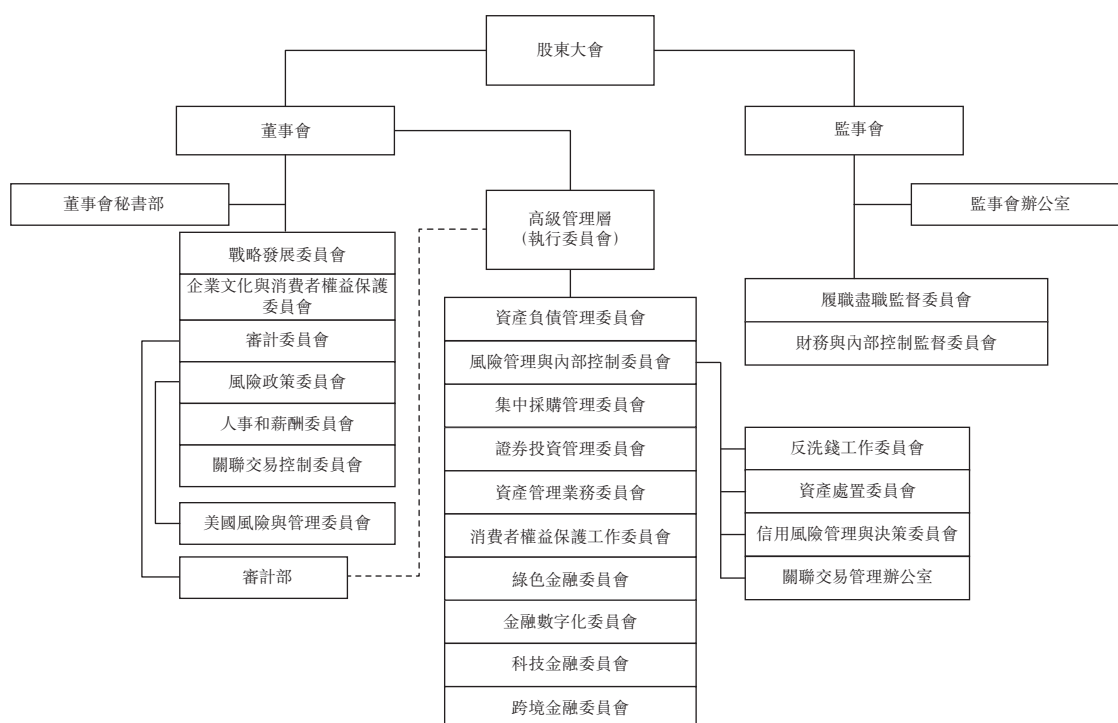 股東大會
董事會
監事會
董事會秘書部
高級管理層
(執行委員會)
監事會辦公室
戰略發展委員會
企業文化與消費者權益保護
委員會
審計委員會
風險政策委員會
人事和薪酬委員會
關聯交易控制委員會
美國風險與管理委員會
審計部
資產負債管理委員會
風險管理與內部控制委員會
集中採購管理委員會
證券投資管理委員會
資產管理業務委員會
消費者權益保護工作委員會
綠色金融委員會
金融數字化委員會
科技金融委員會
跨境金融委員會
履職盡職監督委員會
財務與內部控制監督委員會
反洗錢工作委員會
資產處置委員會
信用風險管理與決策委員會
關聯交易管理辦公室